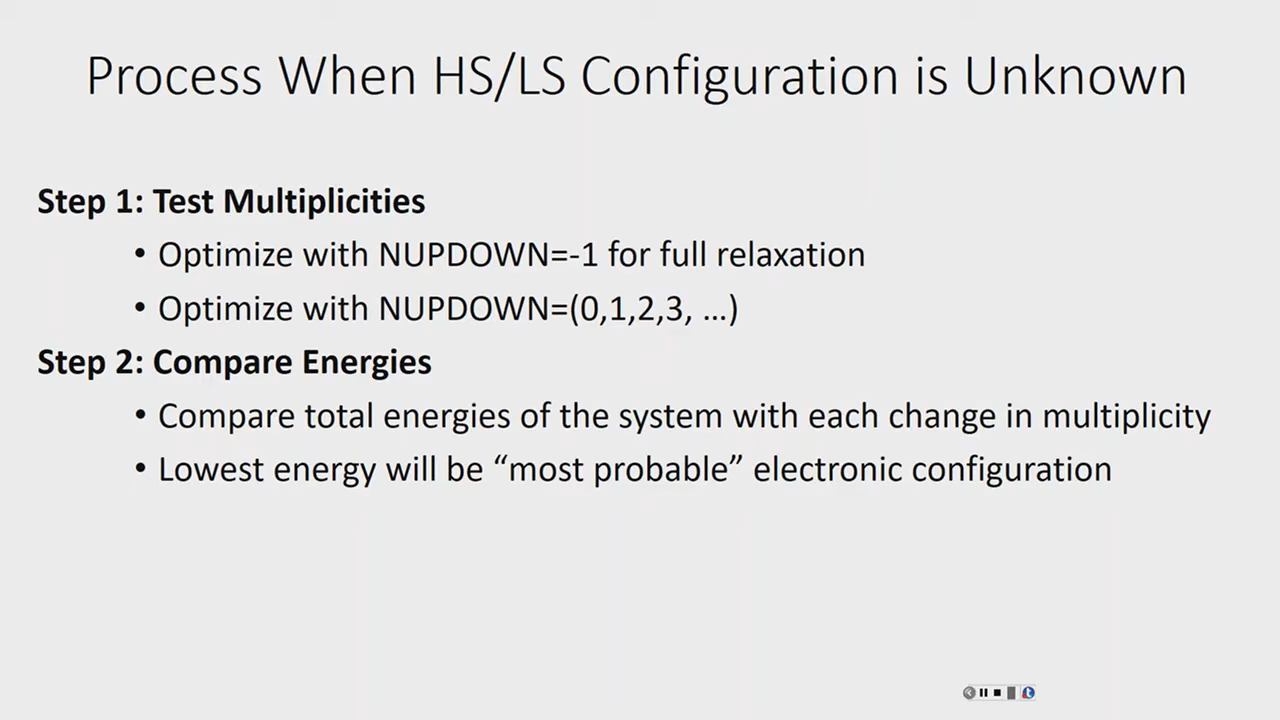 Process When HS/LS Configuration is Unknown
Step 1: Test Multiplicities
• Optimize with NUPDOWN=-1 for full relaxation
• Optimize with NUPDOWN=(0,1,2,3, …)
Step 2: Compare Energies
• Compare total energies of the system with each change in multiplicity
• Lowest energy will be “most probable” electronic configuration